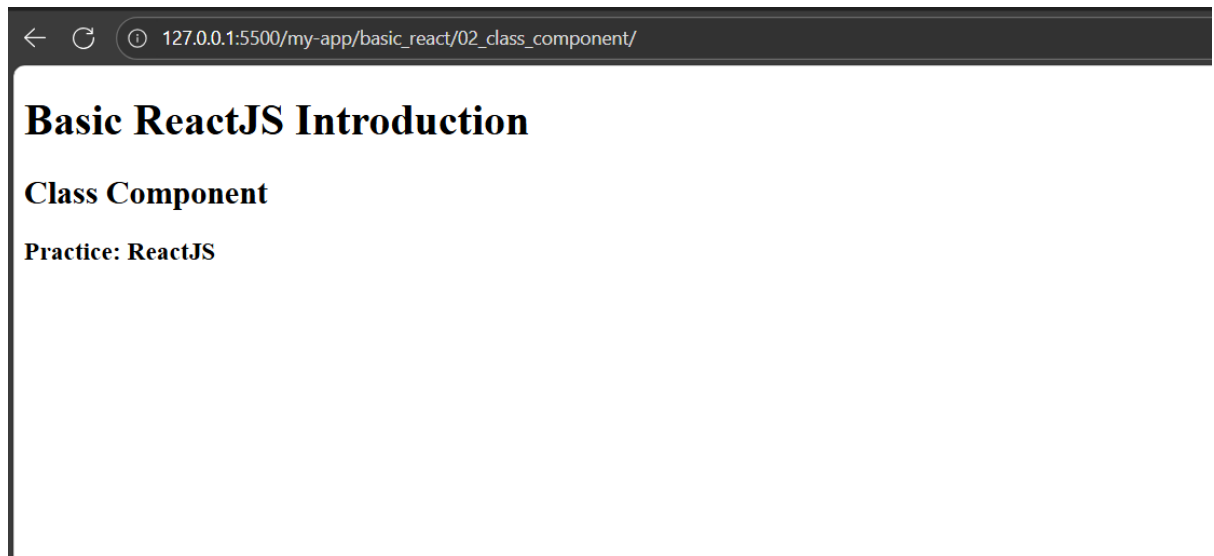 127.0.0.1:5500/my-app/basic_react/02_class_component/
Basic ReactJS Introduction
Class Component
Practice: ReactJS